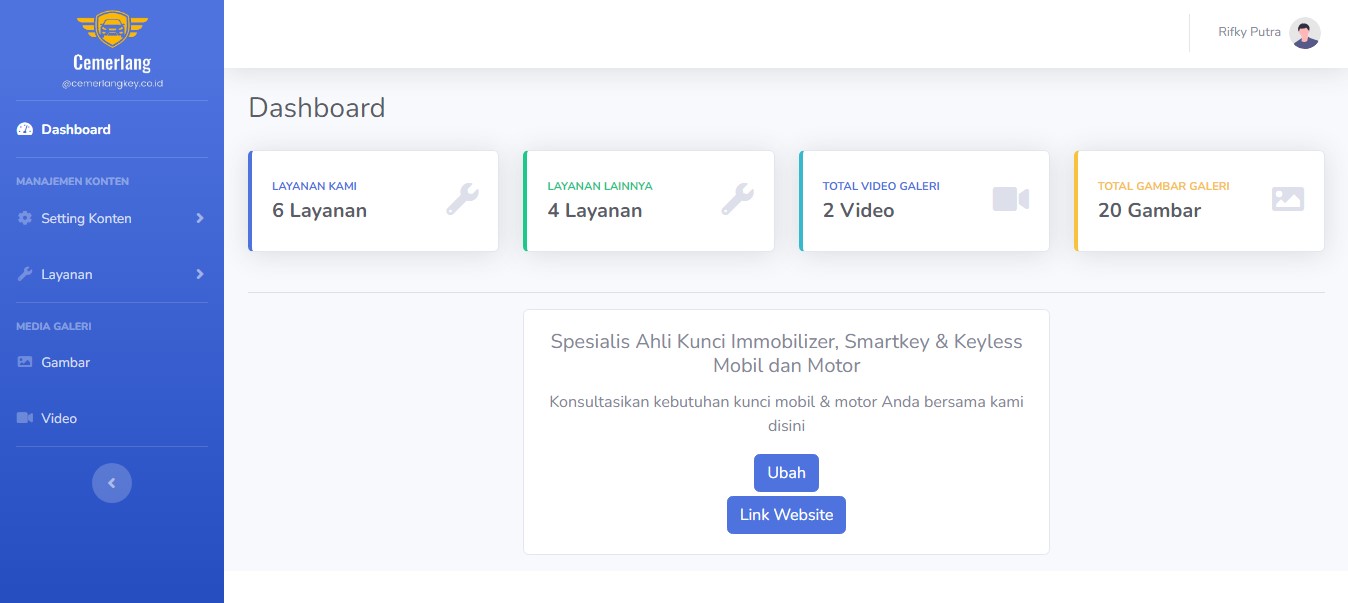 Cemerlang
@cemerlangkey.co.id
Dashboard
MANAJEMEN KONTEN
Setting Konten
Layanan
MEDIA GALERI
Gambar
Video
Rifky Putra
Dashboard
LAYANAN KAMI
6 Layanan
LAYANAN LAINNYA
4 Layanan
TOTAL VIDEO GALERI
2 Video
TOTAL GAMBAR GALERI
20 Gambar
Spesialis Ahli Kunci Immobilizer, Smartkey & Keyless
Mobil dan Motor
Konsultasikan kebutuhan kunci mobil & motor Anda bersama kami
disini
Ubah
Link Website